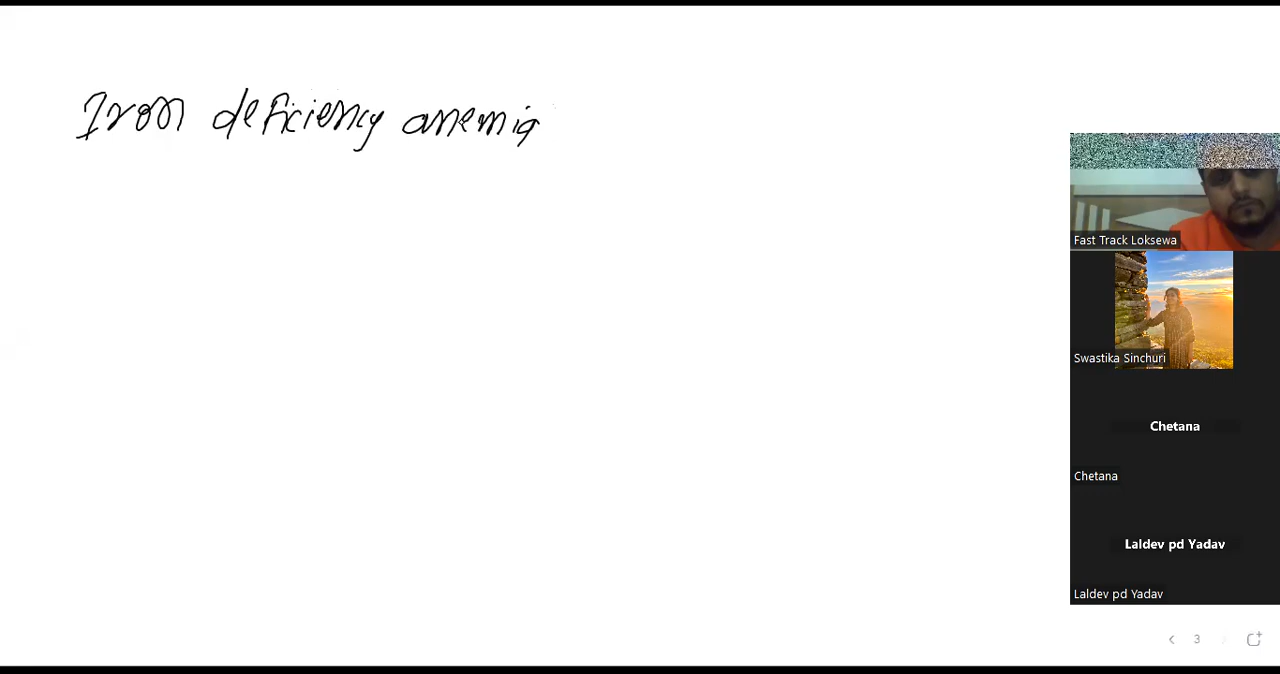 Iron deficiency anemia
Fast Track Loksewa
Swastika Sinchuri
Chetana
Chetana
Laldev pd Yadav
Laldev pd Yadav
3